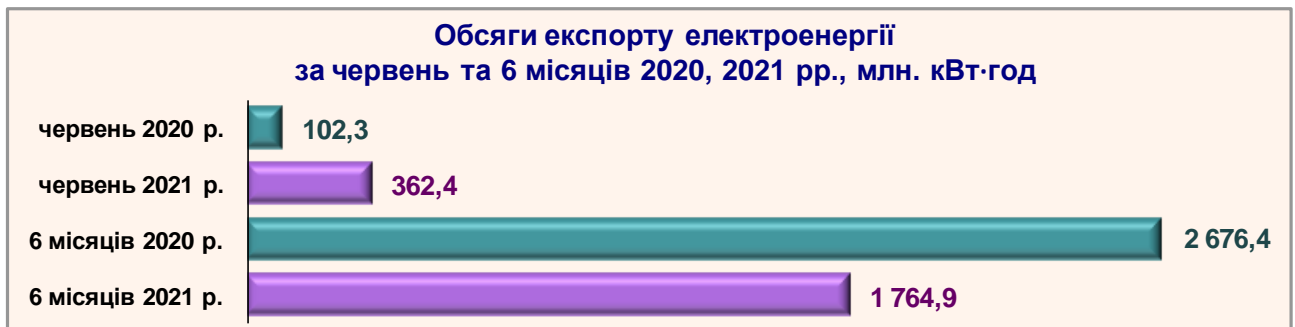 Обсяги експорту електроенергії
за червень та 6 місяців 2020, 2021 рр., млн. кВт·год
червень 2020 р. 102,3
червень 2021 р. 362,4
6 місяців 2020 р. 2 676,4
6 місяців 2021 р. 1 764,9